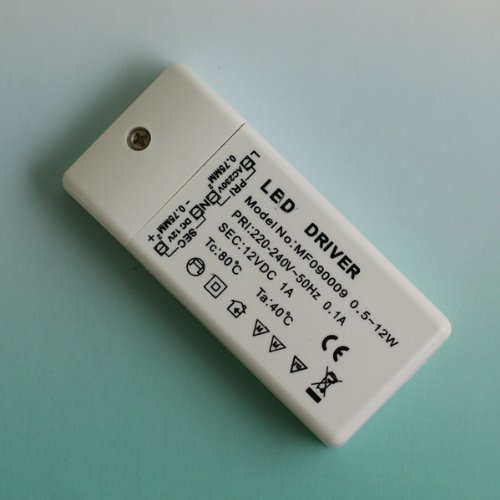 LED DRIVER
Model No:MF090009 0.5~12W
PRI:220-240V~50Hz 0.1A
SEC:12VDC 1A
Tc:80℃ Ta:40℃
L N
AC230V
PRI
0.75MM²
SEC
DC12V
- 0.75MM² +
M M
CE